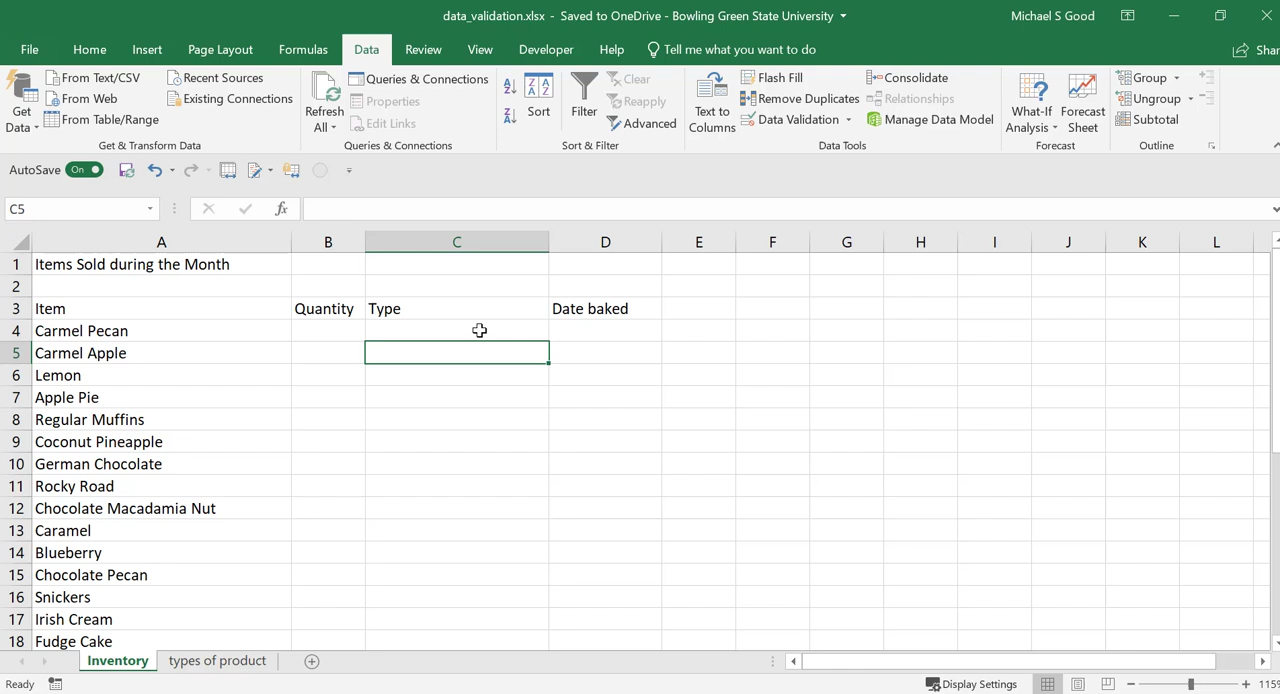 data_validation.xlsx - Saved to OneDrive - Bowling Green State University
Michael S Good
File Home Insert Page Layout Formulas Data Review View Developer Help Tell me what you want to do
Get Data
From Text/CSV
From Web
From Table/Range
Recent Sources
Existing Connections
Get & Transform Data
Refresh All
Queries & Connections
Properties
Edit Links
Queries & Connections
Sort
Filter
Clear
Reapply
Advanced
Sort & Filter
Text to Columns
Flash Fill
Remove Duplicates
Data Validation
Consolidate
Relationships
Manage Data Model
Data Tools
What-If Analysis
Forecast Sheet
Forecast
Group
Ungroup
Subtotal
Outline
AutoSave On
C5 fx
A B C D E F G H I J K L
1 Items Sold during the Month
2
3 Item Quantity Type Date baked
4 Carmel Pecan
5 Carmel Apple
6 Lemon
7 Apple Pie
8 Regular Muffins
9 Coconut Pineapple
10 German Chocolate
11 Rocky Road
12 Chocolate Macadamia Nut
13 Caramel
14 Blueberry
15 Chocolate Pecan
16 Snickers
17 Irish Cream
18 Fudge Cake
Inventory types of product
Ready Display Settings